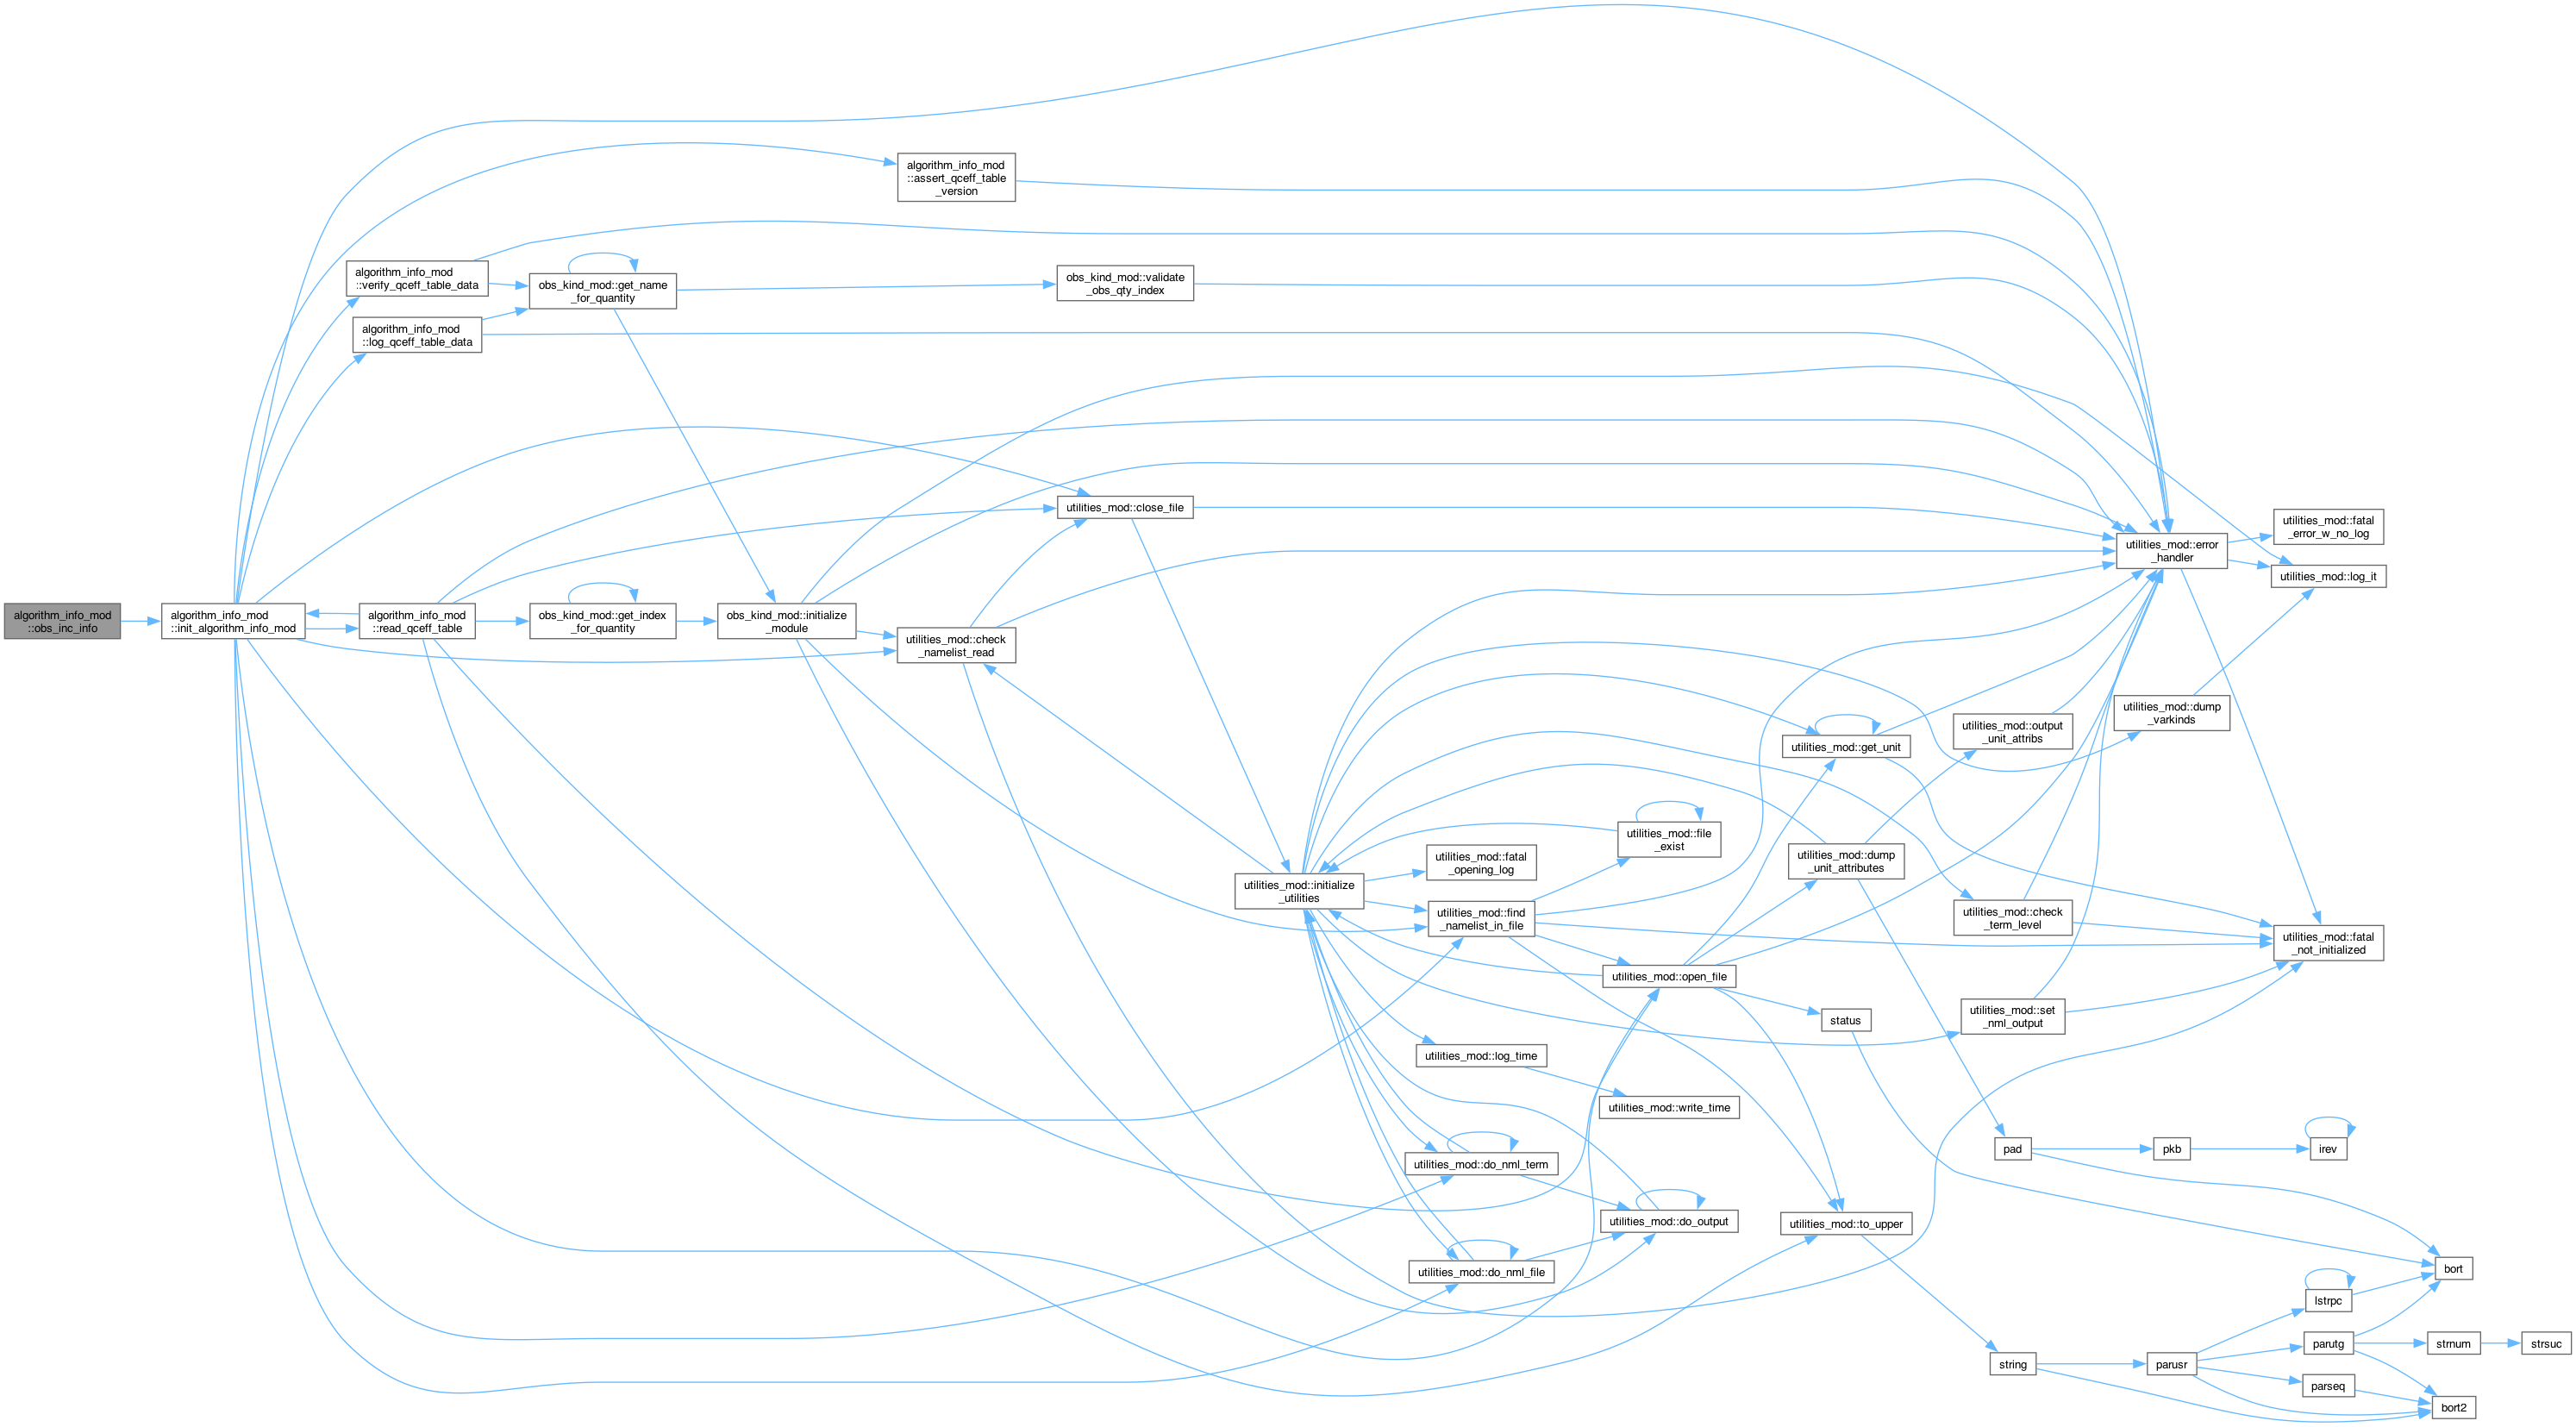 algorithm_info_mod
::obs_inc_info
algorithm_info_mod
::init_algorithm_info_mod
algorithm_info_mod
::assert_qceff_table
_version
algorithm_info_mod
::verify_qceff_table_data
algorithm_info_mod
::log_qceff_table_data
algorithm_info_mod
::read_qceff_table
obs_kind_mod::get_name
_for_quantity
obs_kind_mod::validate
_obs_qty_index
obs_kind_mod::get_index
_for_quantity
obs_kind_mod::initialize
_module
utilities_mod::close_file
utilities_mod::check
_namelist_read
utilities_mod::initialize
_utilities
utilities_mod::fatal
_opening_log
utilities_mod::find
_namelist_in_file
utilities_mod::log_time
utilities_mod::do_nml_term
utilities_mod::do_nml_file
utilities_mod::file
_exist
utilities_mod::open_file
utilities_mod::write_time
utilities_mod::do_output
utilities_mod::get_unit
utilities_mod::dump
_unit_attributes
status
utilities_mod::to_upper
utilities_mod::output
_unit_attribs
utilities_mod::check
_term_level
utilities_mod::set
_nml_output
pad
string
utilities_mod::error
_handler
utilities_mod::dump
_varkinds
utilities_mod::fatal
_error_w_no_log
utilities_mod::log_it
utilities_mod::fatal
_not_initialized
pkb
irev
bort
lstrpc
parusr
parutg
parseq
strnum
strsuc
bort2